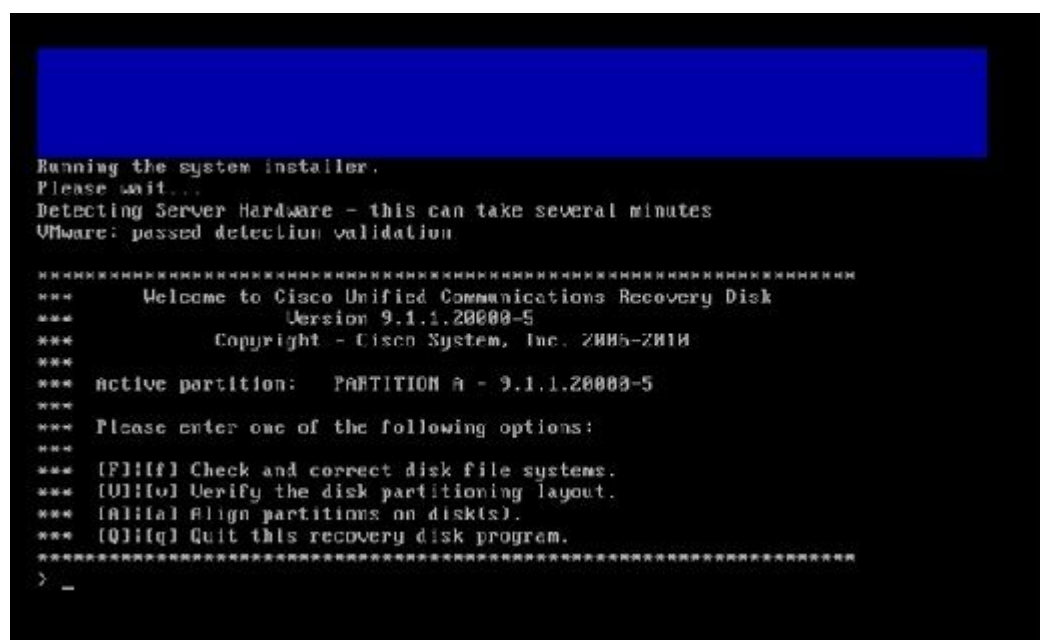 Running the system installer.
Please wait...
Detecting Server Hardware - this can take several minutes
VMware: passed detection validation
********************************************************************
*** Welcome to Cisco Unified Communications Recovery Disk
*** Version 9.1.1.20000-5
*** Copyright - Cisco System, Inc. 2006-2010
***
*** Active partition: PARTITION A - 9.1.1.20000-5
***
*** Please enter one of the following options:
***
*** [F]:[f] Check and correct disk file systems.
*** [V]:[v] Verify the disk partitioning layout.
*** [A]:[a] Align partitions on disk(s).
*** [Q]:[q] Quit this recovery disk program.
********************************************************************
> _